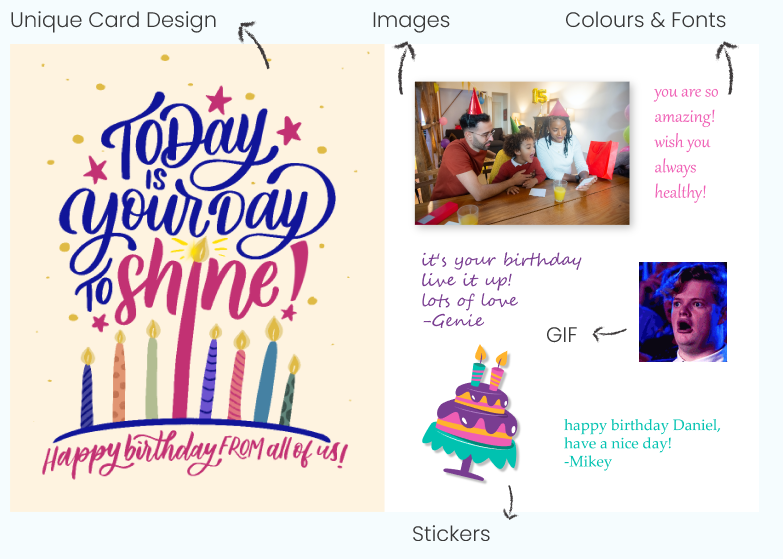 Unique Card Design
Images
Colours & Fonts
Today
is
your Day
to shine!
Happy birthday FROM all of us!
you are so
amazing!
wish you
always
healthy!
it's your birthday
live it up!
lots of love
-Genie
GIF
happy birthday Daniel,
have a nice day!
-Mikey
Stickers